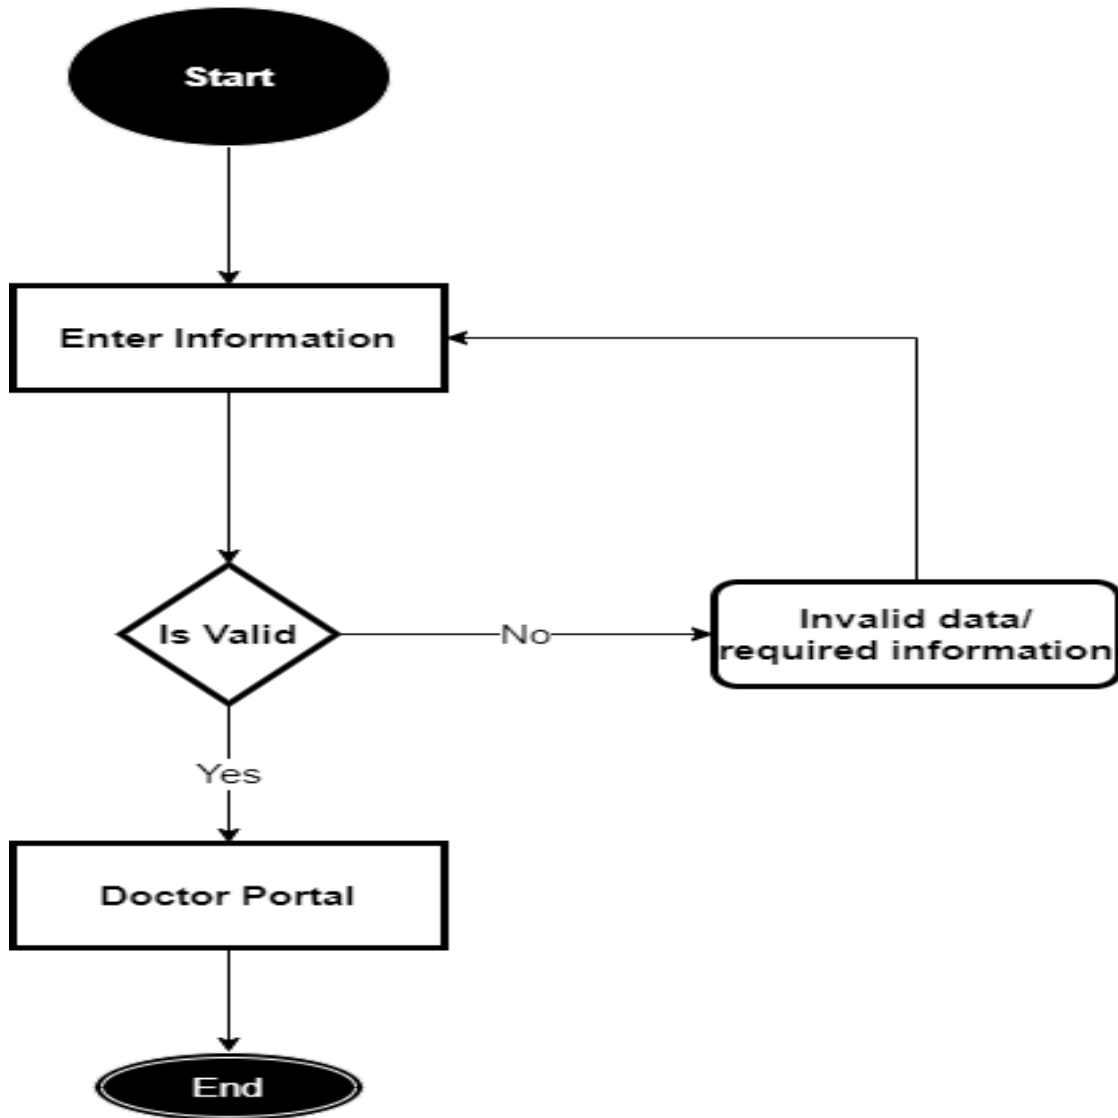 Start
Enter Information
Is Valid
No
Invalid data/
required information
Yes
Doctor Portal
End